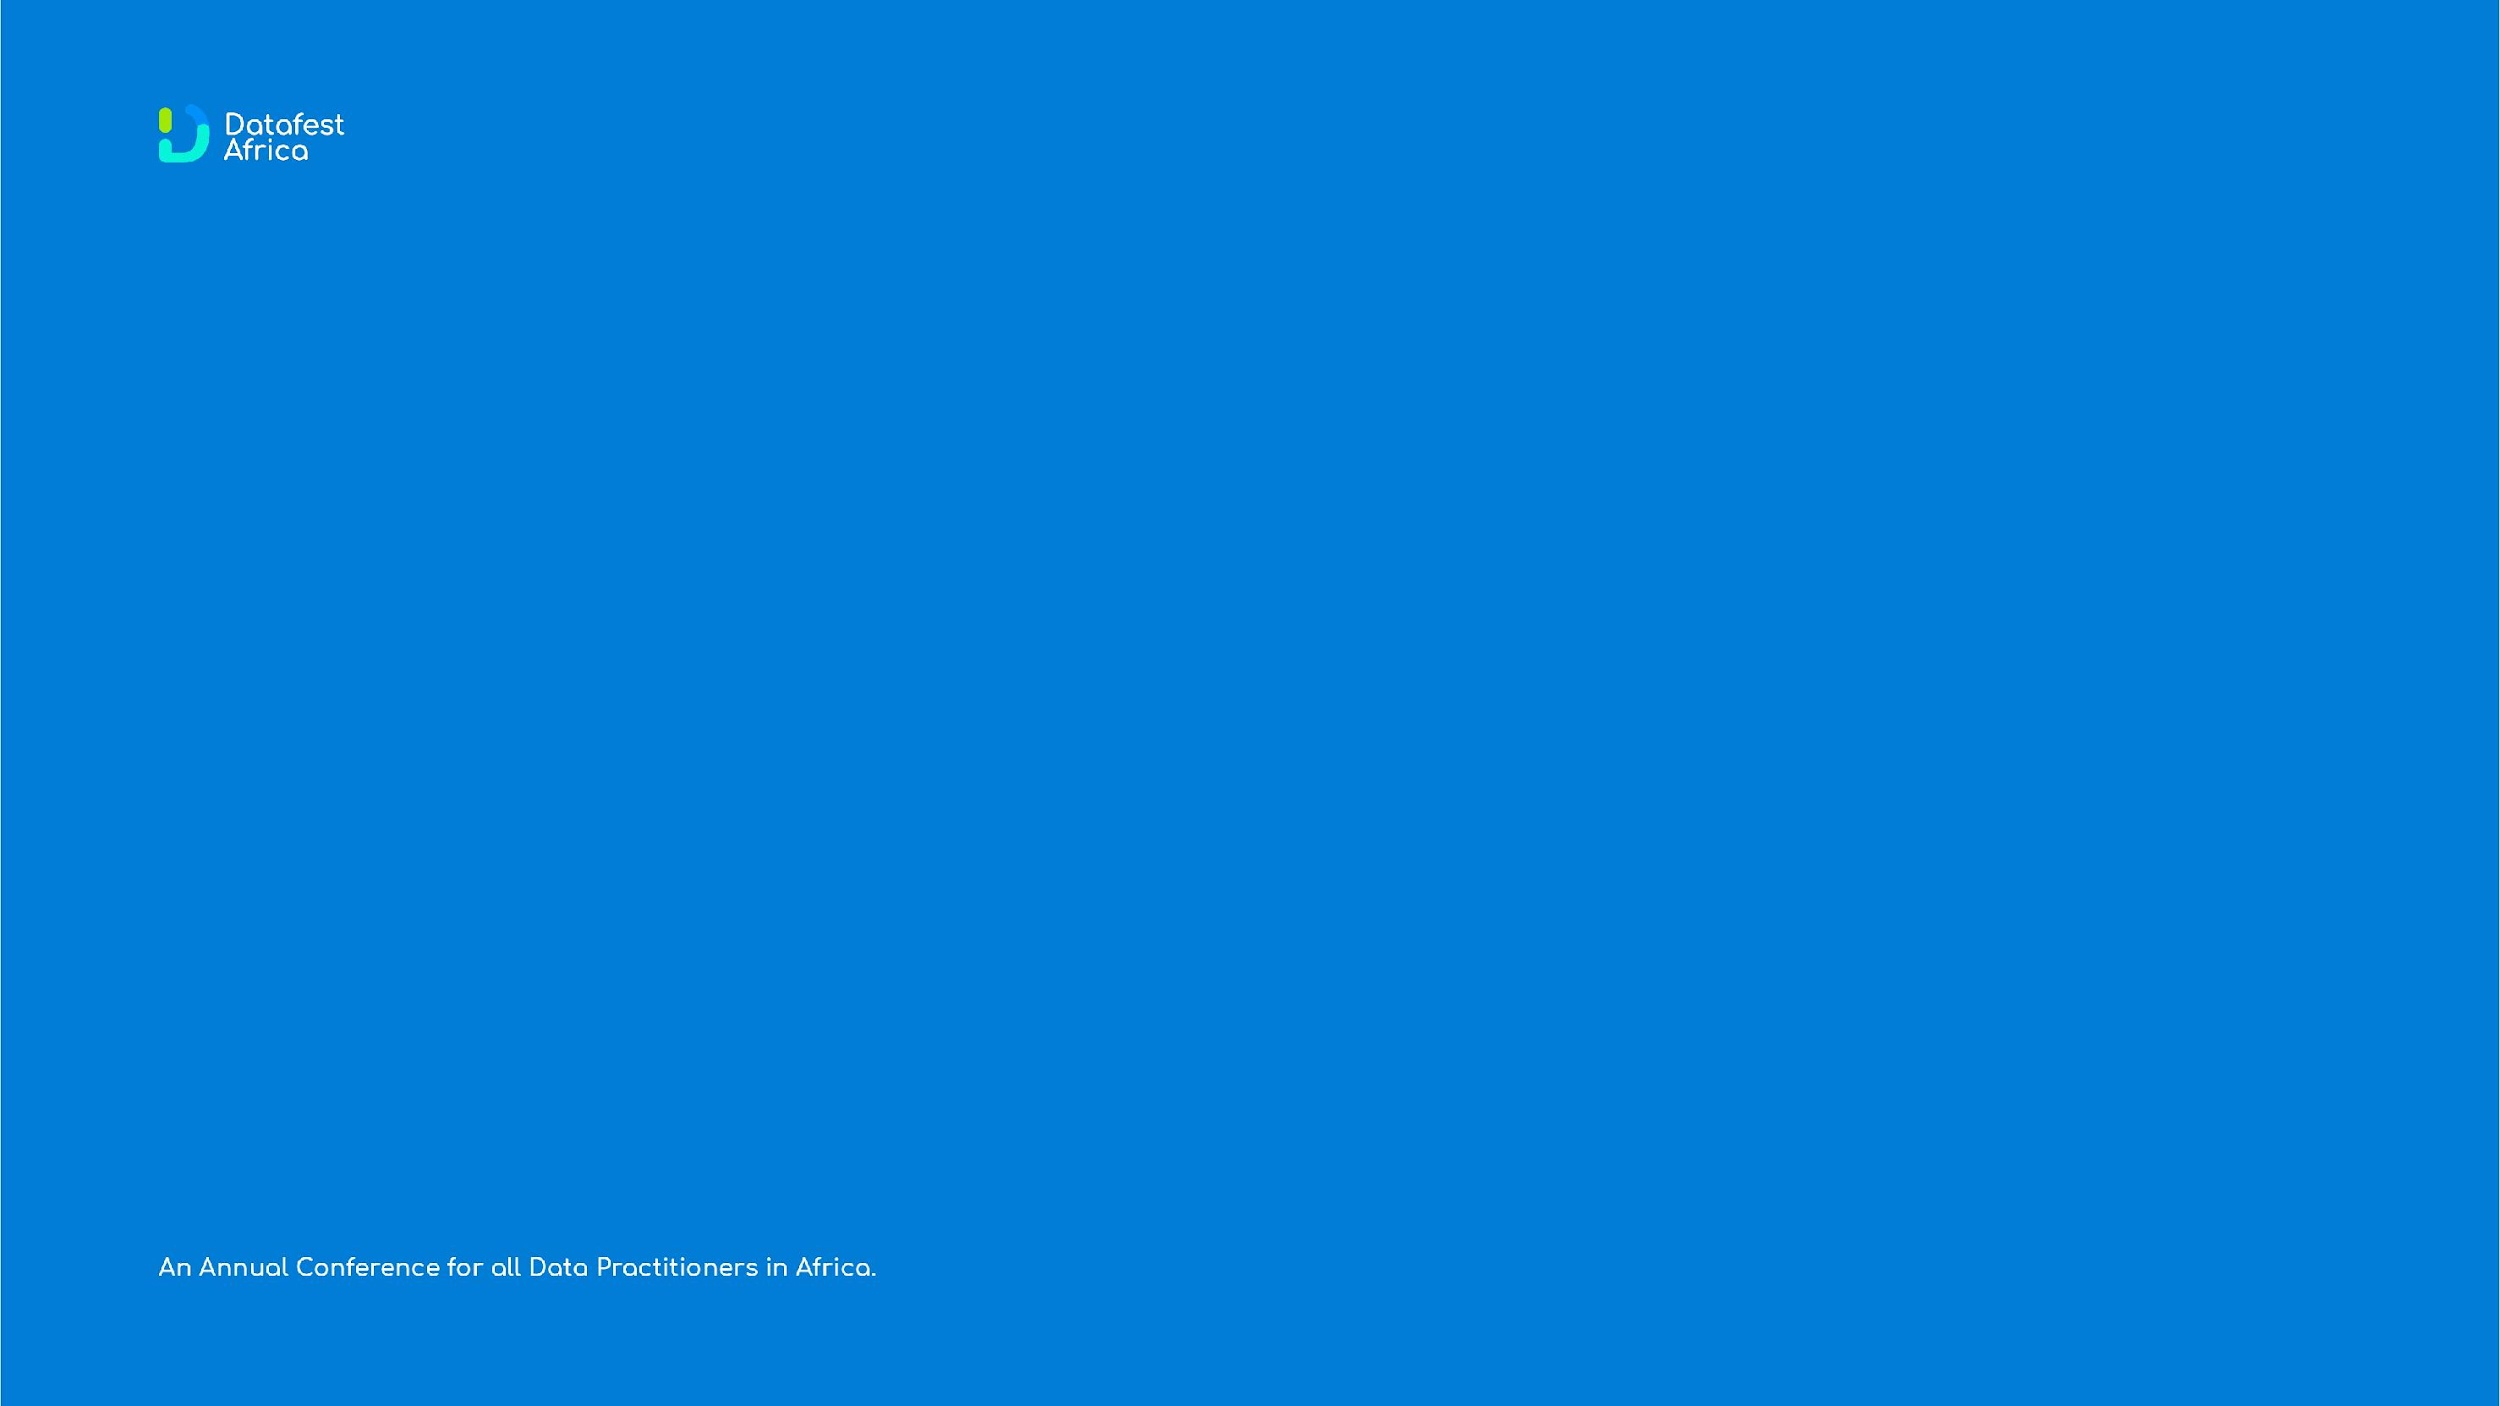 Datafest
Africa
An Annual Conference for all Data Practitioners in Africa.